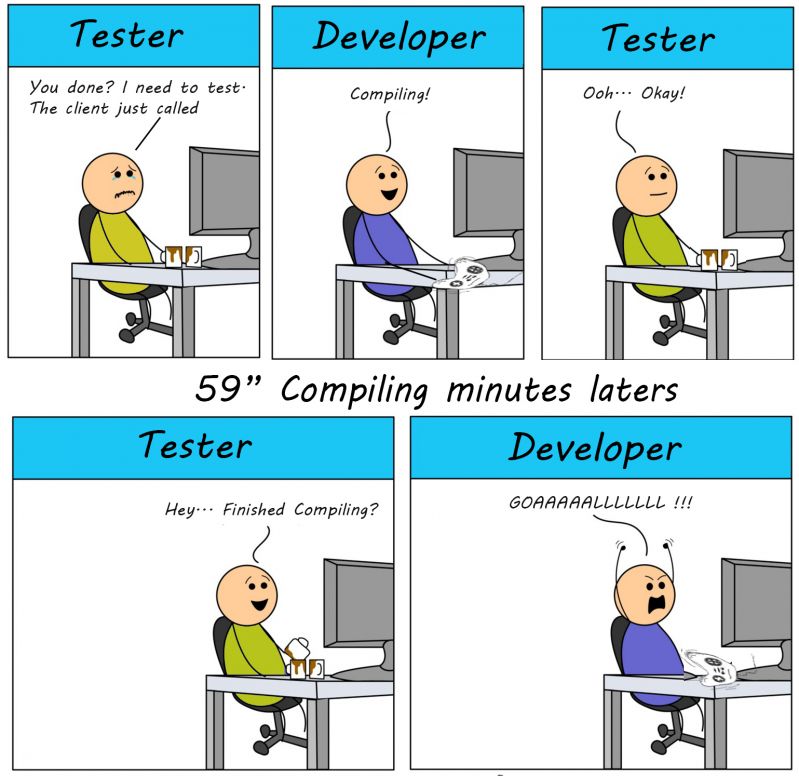 Tester
You done? I need to test.
The client just called
Developer
Compiling!
Tester
Ooh... Okay!
59” Compiling minutes laters
Tester
Hey... Finished Compiling?
Developer
GOAAAAALLLLLLL !!!